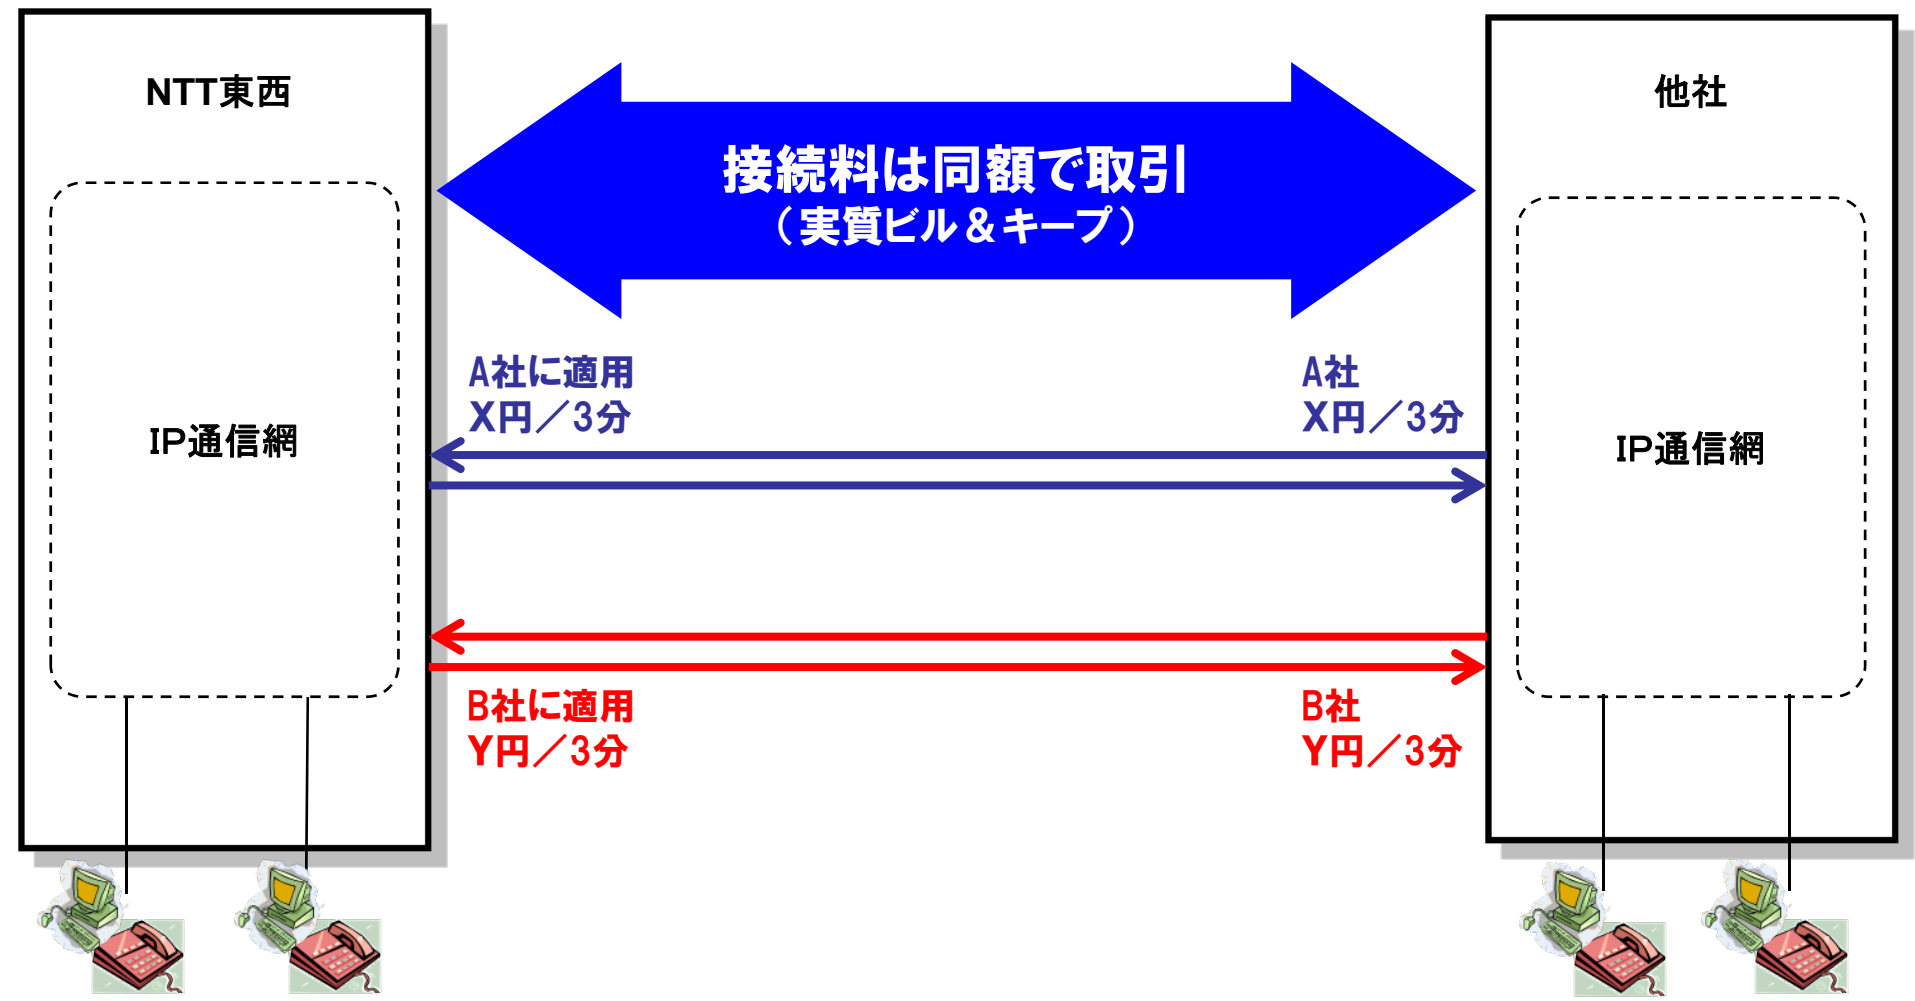 NTT東西
他社
接続料は同額で取引
（実質ビル＆キープ）
A社に適用
X円／3分
A社
X円／3分
IP通信網
IP通信網
B社に適用
Y円／3分
B社
Y円／3分